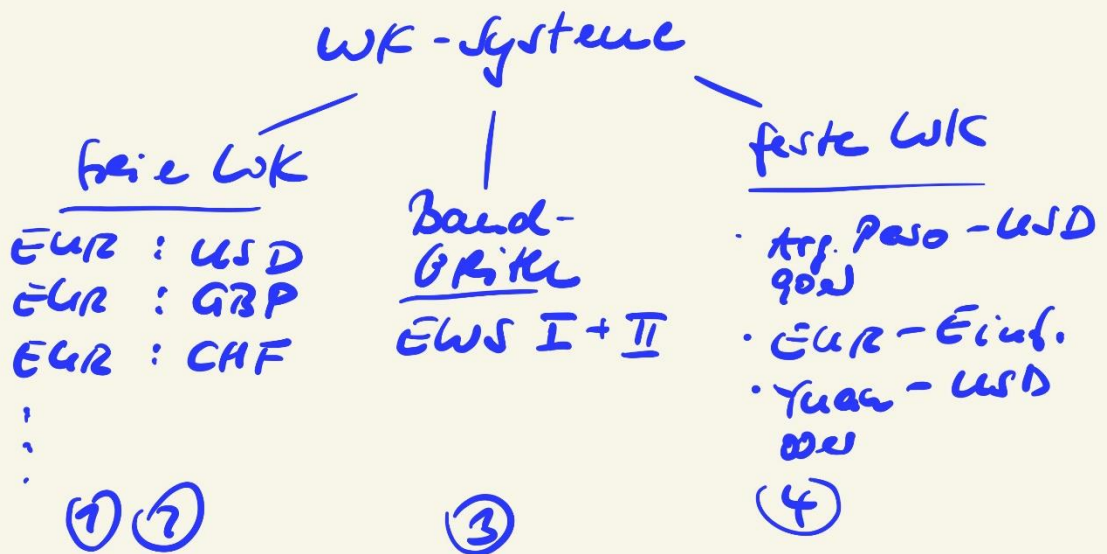 WK-Systeme
freie WK
EUR : USD
EUR : GBP
EUR : CHF
:
.
① ②
Band-
breiten
EWS I + II
③
feste WK
· Arg. Peso - USD
90er
· EUR - Einf.
· Yuan - USD
00er
④